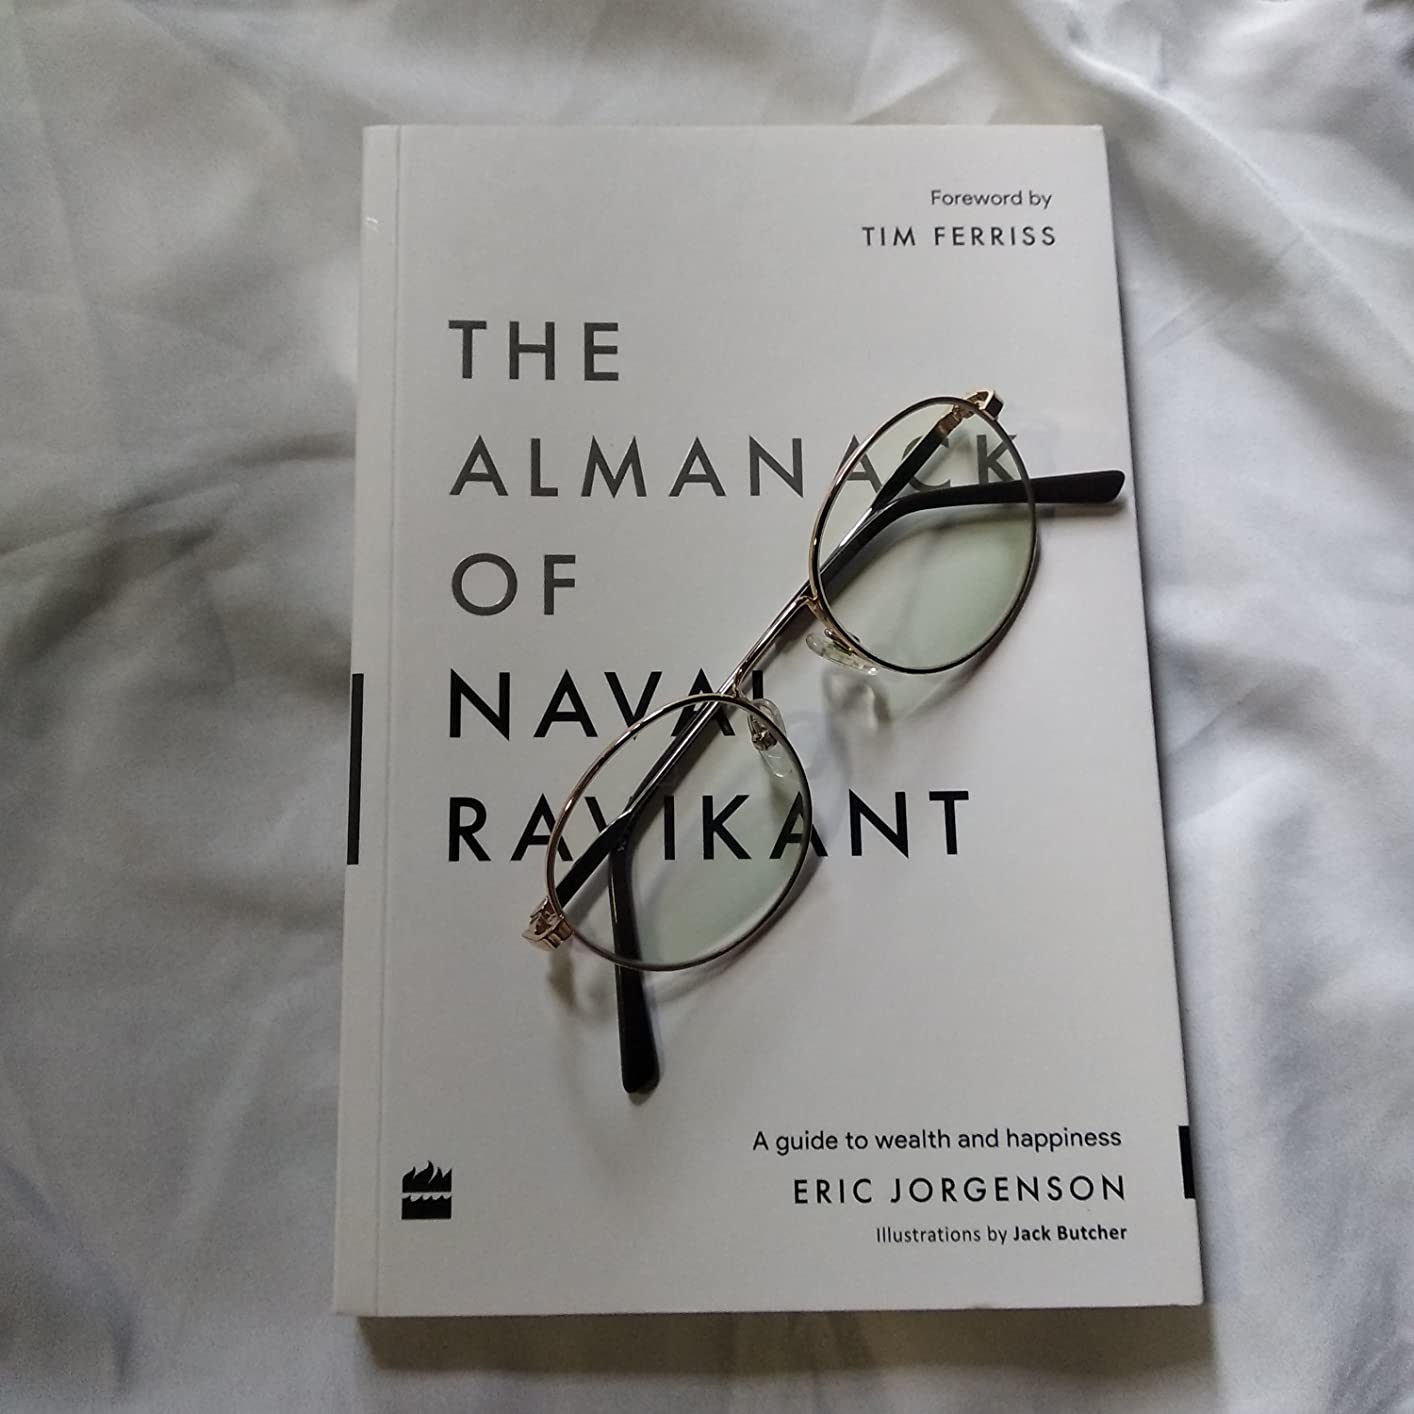 Foreword by
TIM FERRISS
THE
ALMANACK
OF
NAVAL
RAVIKANT
A guide to wealth and happiness
ERIC JORGENSON
Illustrations by Jack Butcher